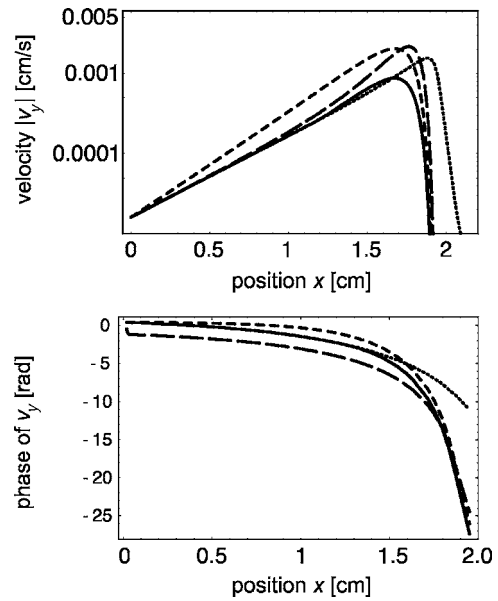 0.005
0.001
0.0001
velocity |v_y| [cm/s]
0 0.5 1 1.5 2
position x [cm]
0
- 5
- 10
- 15
- 20
- 25
phase of v_y [rad]
0 0.5 1.0 1.5 2.0
position x [cm]